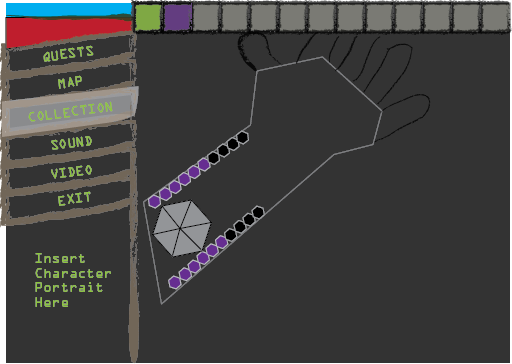 QUESTS
MAP
COLLECTION
SOUND
VIDEO
EXIT
Insert
Character
Portrait
Here